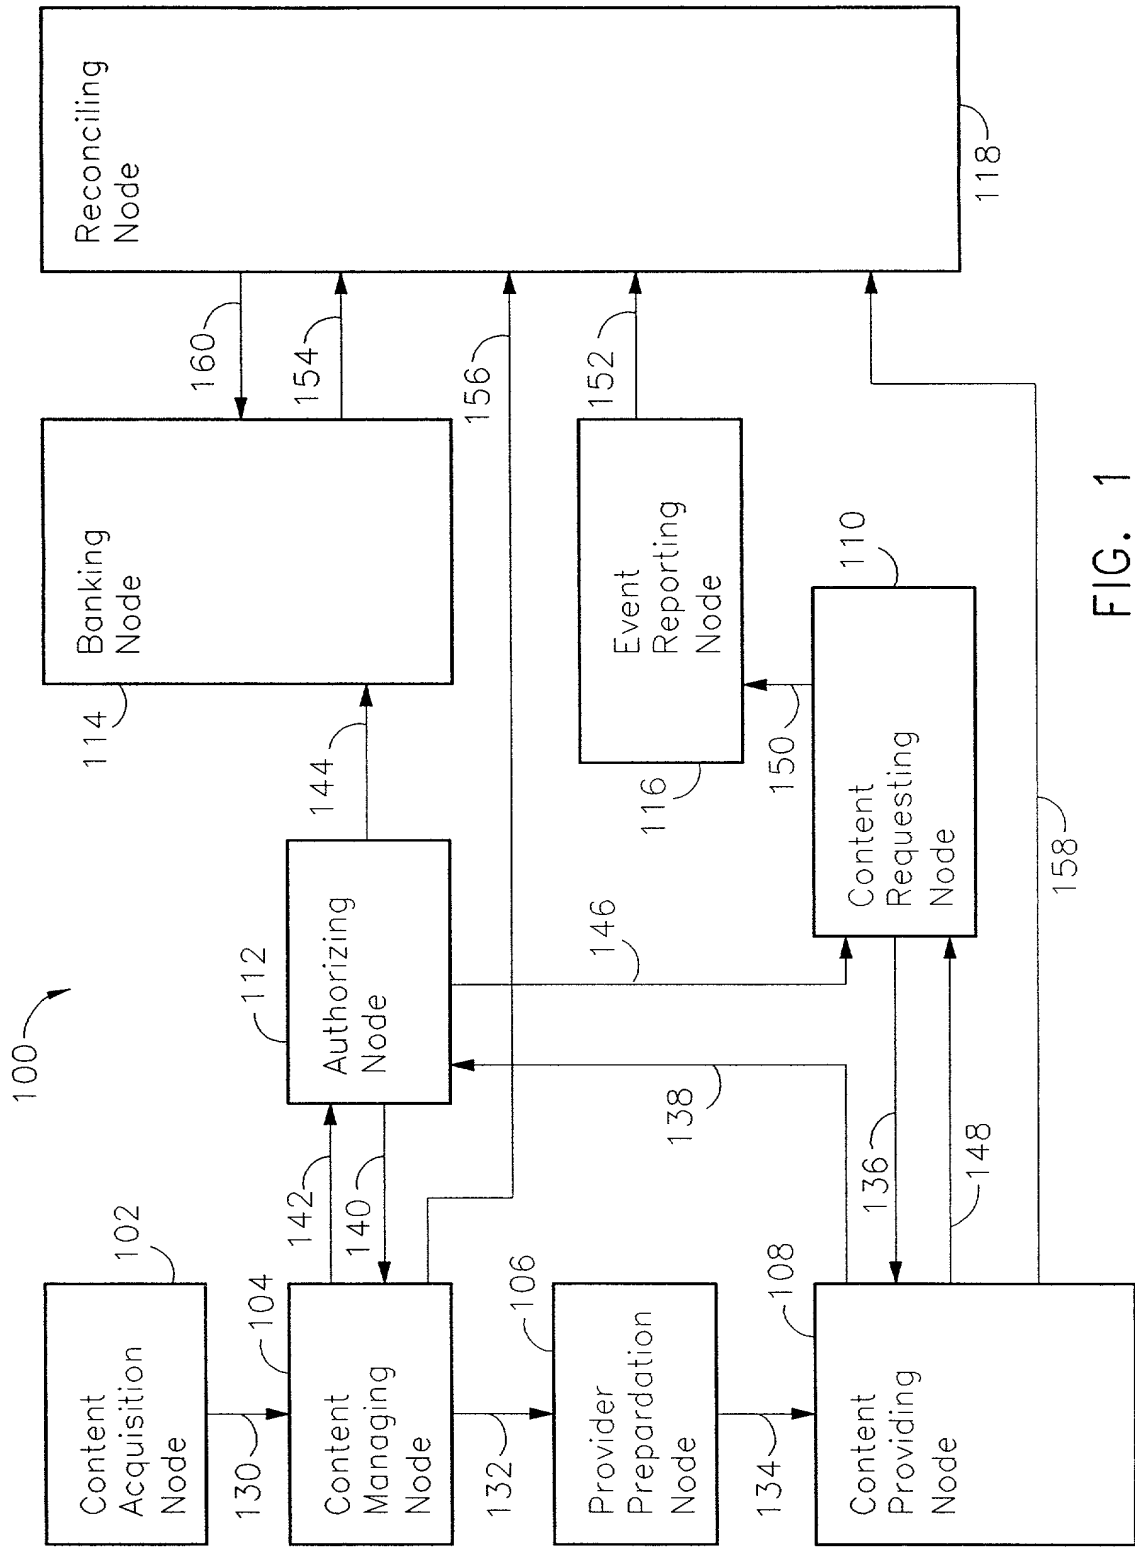 100
Content
Acquisition
Node
102
130
Content
Managing
Node
104
132
Provider
Prepardation
Node
106
134
Content
Providing
Node
108
142
140
Authorizing
Node
112
138
146
136
148
144
Banking
Node
114
Event
Reporting
Node
116
150
Content
Requesting
Node
110
160
154
156
152
158
Reconciling
Node
118
FIG. 1